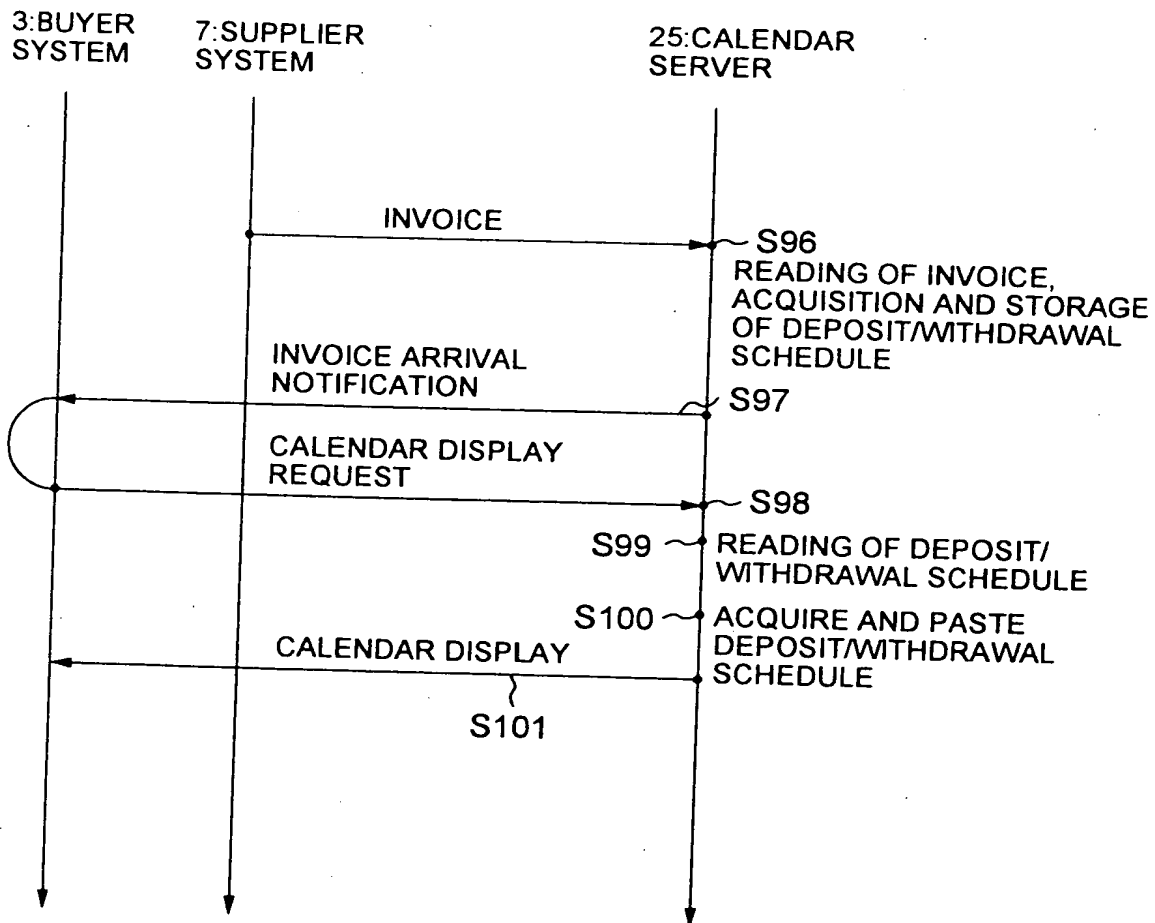 3:BUYER
SYSTEM
7:SUPPLIER
SYSTEM
25:CALENDAR
SERVER
INVOICE
S96
READING OF INVOICE,
ACQUISITION AND STORAGE
OF DEPOSIT/WITHDRAWAL
SCHEDULE
INVOICE ARRIVAL
NOTIFICATION
S97
CALENDAR DISPLAY
REQUEST
S98
S99
READING OF DEPOSIT/
WITHDRAWAL SCHEDULE
S100
ACQUIRE AND PASTE
DEPOSIT/WITHDRAWAL
SCHEDULE
CALENDAR DISPLAY
S101